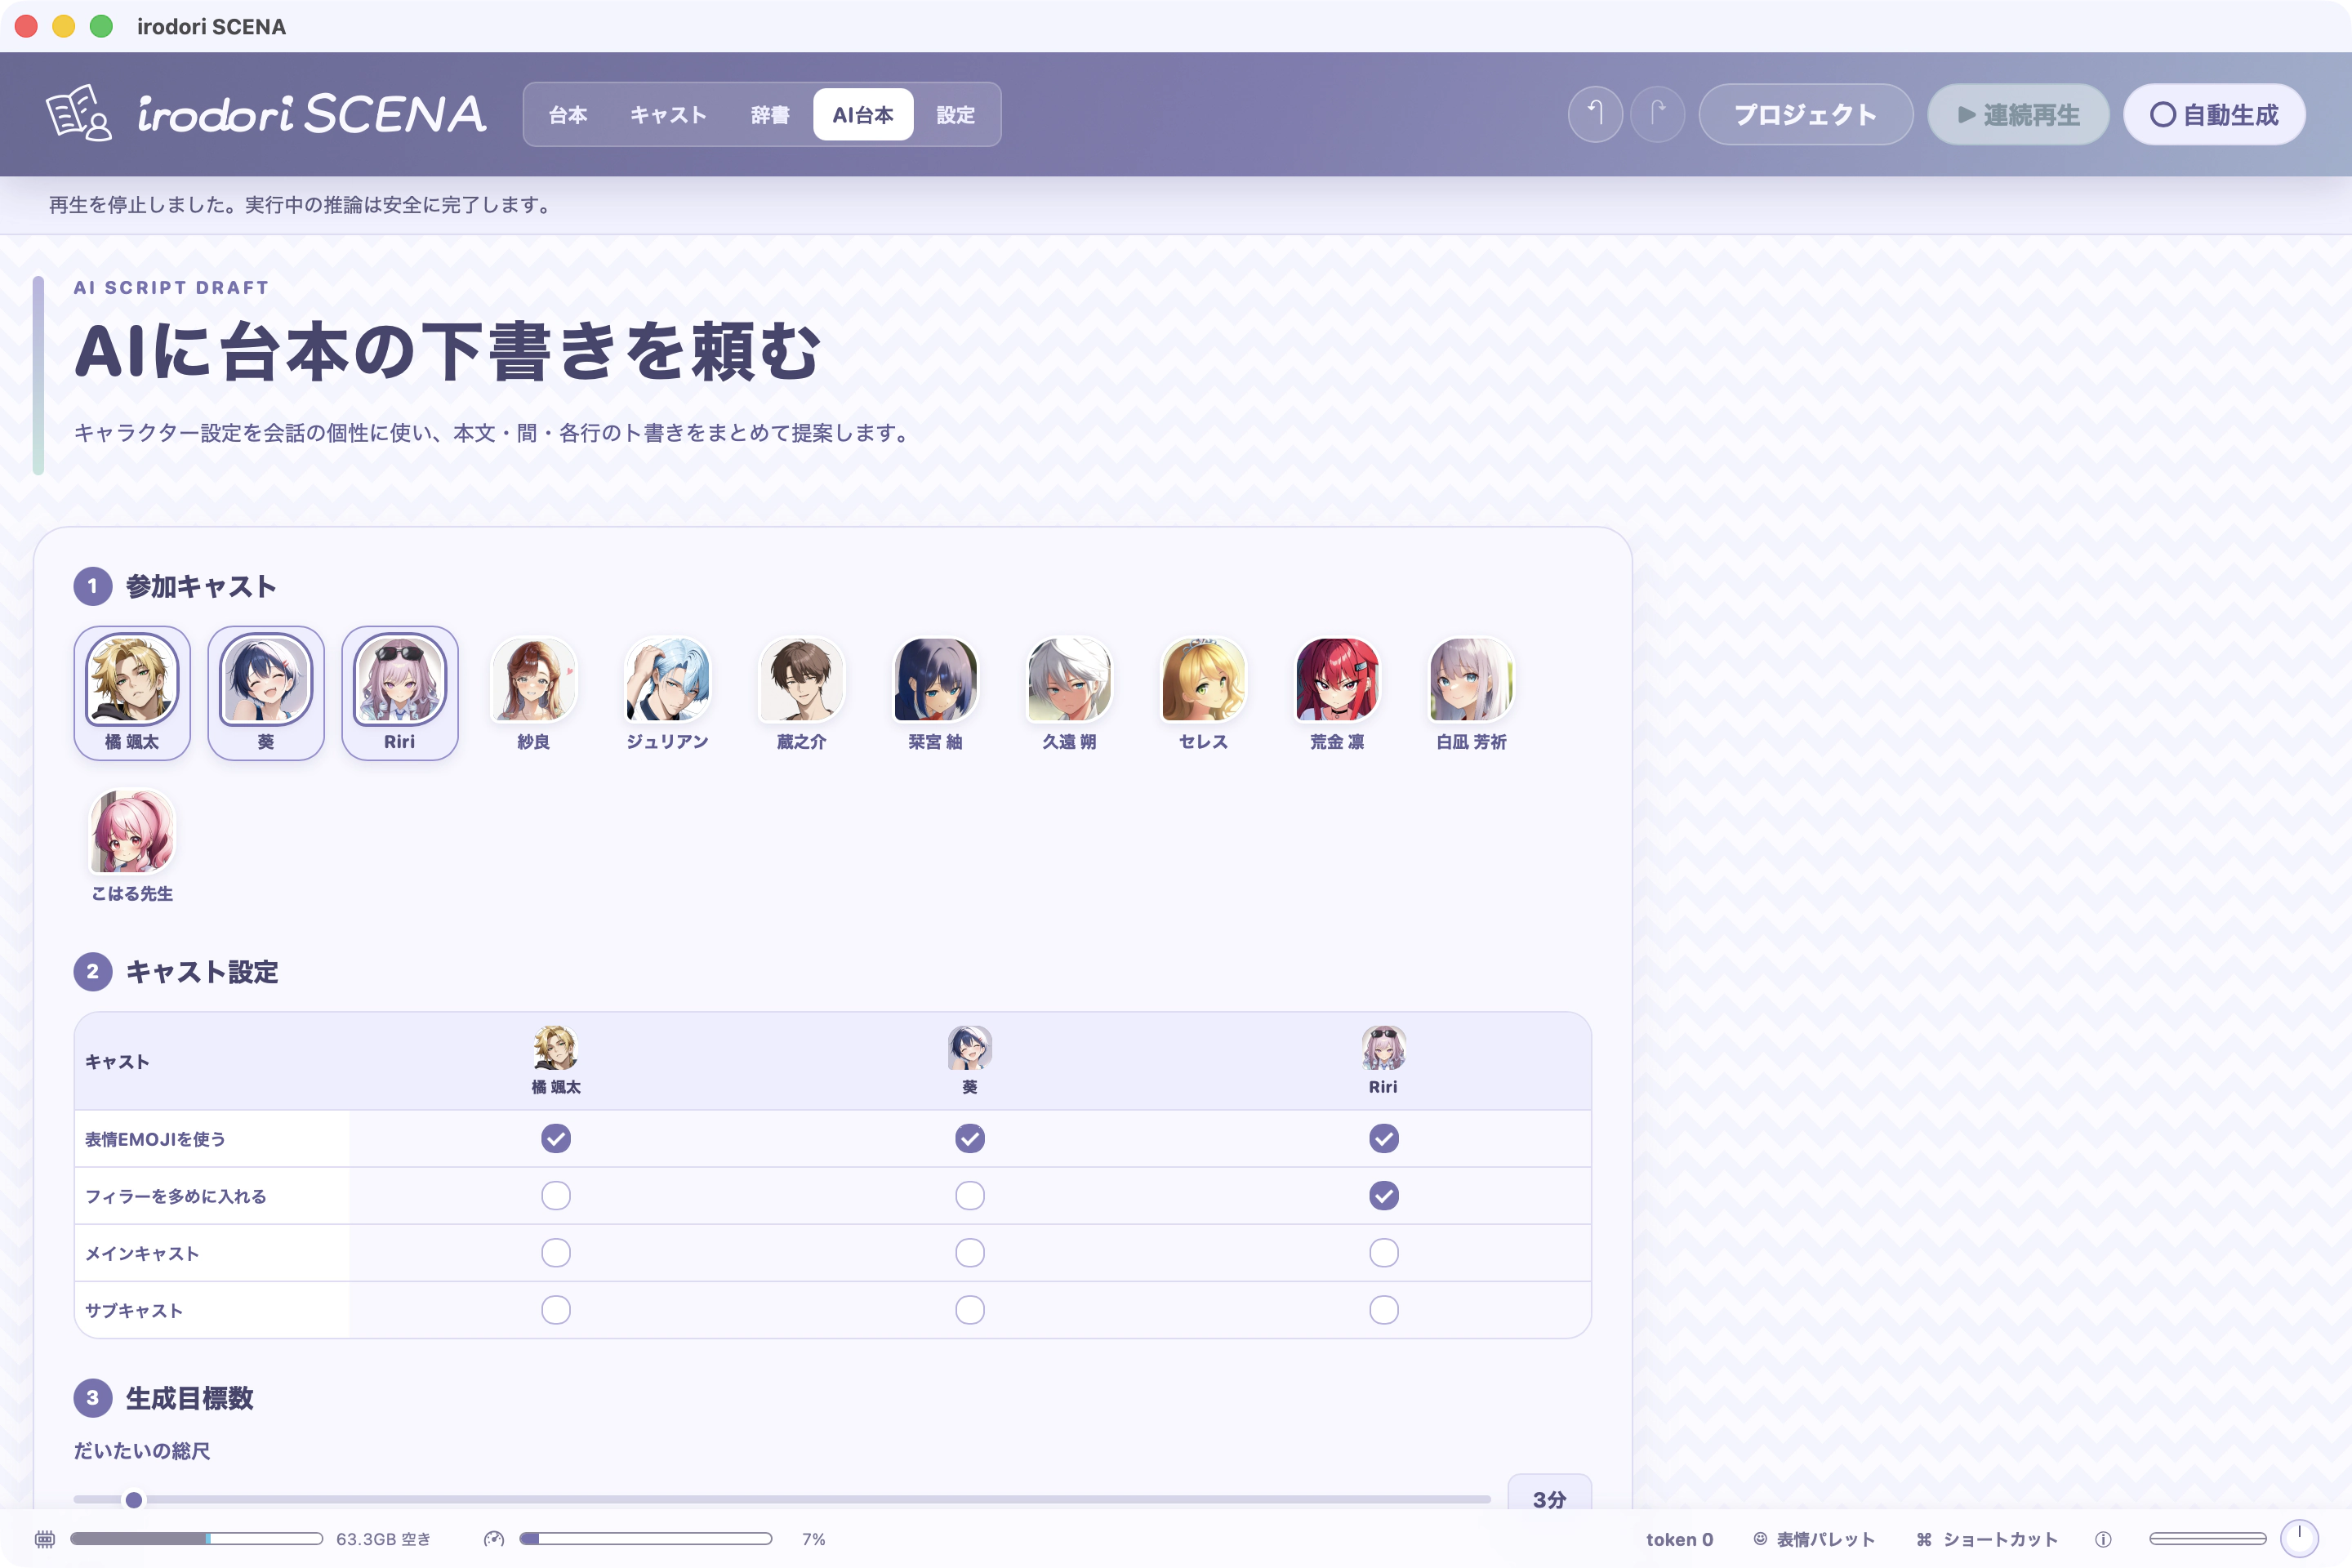 irodori SCENA
irodori SCENA
台本 キャスト 辞書 AI台本 設定
プロジェクト
連続再生
自動生成
再生を停止しました。実行中の推論は安全に完了します。
AI SCRIPT DRAFT
AIに台本の下書きを頼む
キャラクター設定を会話の個性に使い、本文・間・各行のト書きをまとめて提案します。
1 参加キャスト
橘 颯太 葵 Riri 紗良 ジュリアン 蔵之介 栞宮 紬 久遠 朔 セレス 荒金 凛 白凪 芳祈
こはる先生
2 キャスト設定
キャスト 橘 颯太 葵 Riri
表情EMOJIを使う
フィラーを多めに入れる
メインキャスト
サブキャスト
3 生成目標数
だいたいの総尺
3分
63.3GB 空き 7% token 0 表情パレット ⌘ ショートカット